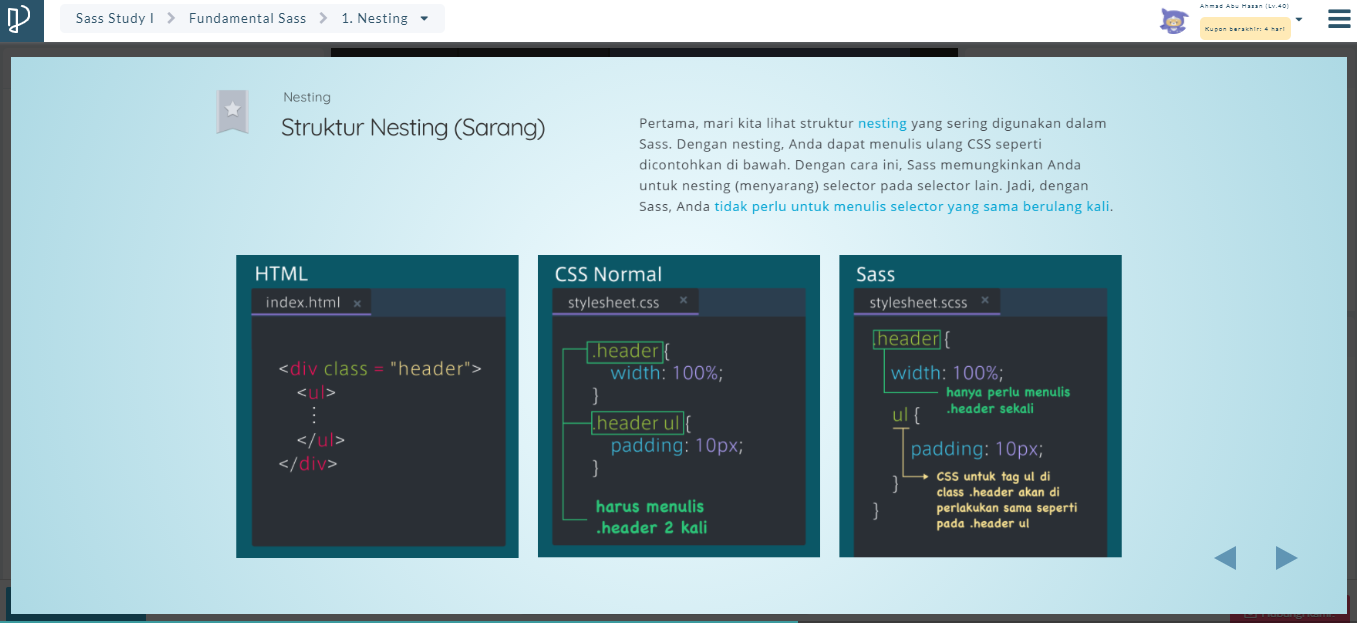 Sass Study I
Fundamental Sass
1. Nesting
Ahmad Abu Hasan (Lv.40)
Kupon berakhir: 4 hari
Nesting
Struktur Nesting (Sarang)
Pertama, mari kita lihat struktur nesting yang sering digunakan dalam
Sass. Dengan nesting, Anda dapat menulis ulang CSS seperti
dicontohkan di bawah. Dengan cara ini, Sass memungkinkan Anda
untuk nesting (menyarang) selector pada selector lain. Jadi, dengan
Sass, Anda tidak perlu untuk menulis selector yang sama berulang kali.
HTML
index.html ×
<div class = "header">
<ul>
⋮
</ul>
</div>
CSS Normal
stylesheet.css ×
.header{
width: 100%;
}
.header ul{
padding: 10px;
}
harus menulis
.header 2 kali
Sass
stylesheet.scss ×
.header{
width: 100%;
hanya perlu menulis
.header sekali
ul {
padding: 10px;
}
CSS untuk tag ul di
class .header akan di
perlakukan sama seperti
pada .header ul
}